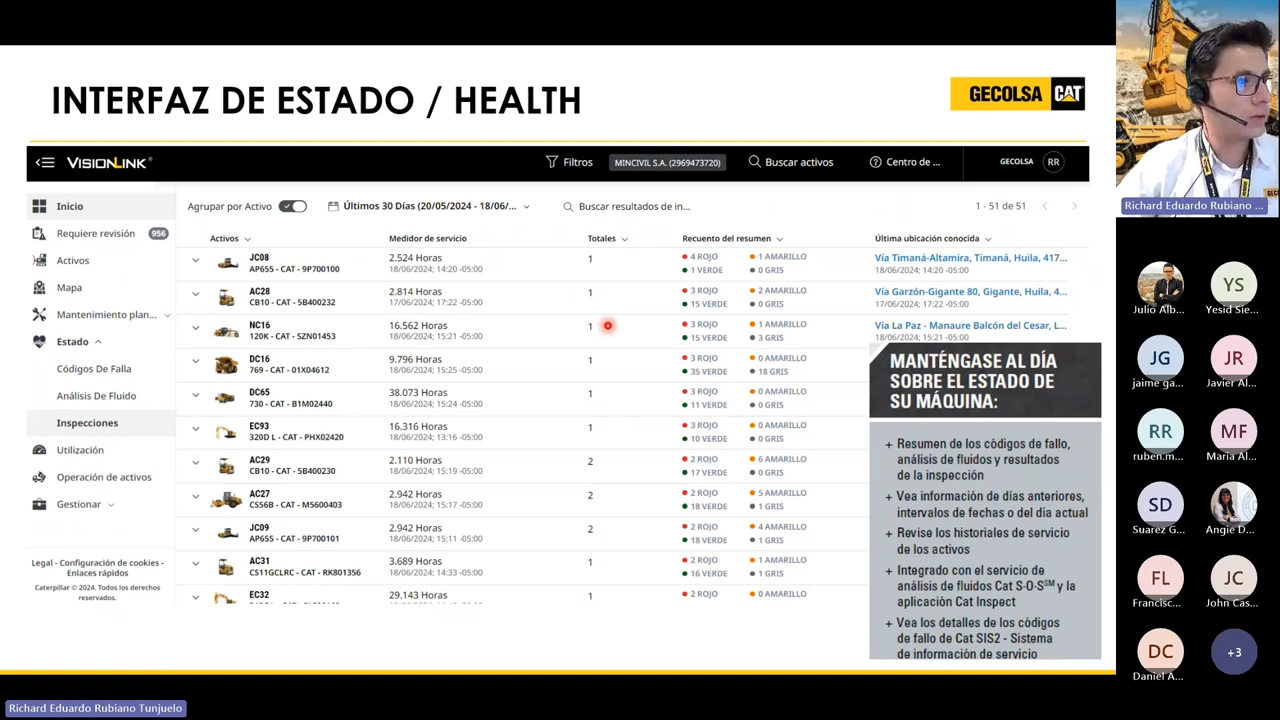 INTERFAZ DE ESTADO / HEALTH
GECOLSA CAT
VISIONLINK®
Filtros
MINCIVIL S.A. (2969473720)
Buscar activos
Centro de ...
GECOLSA
RR
Inicio
Requiere revisión 956
Activos
Mapa
Mantenimiento plan...
Estado
Códigos De Falla
Análisis De Fluido
Inspecciones
Utilización
Operación de activos
Gestionar
Legal - Configuración de cookies -
Enlaces rápidos
Caterpillar © 2024. Todos los derechos
reservados.
Agrupar por Activo
Últimos 30 Días (20/05/2024 - 18/06/...
Buscar resultados de in...
1 - 51 de 51
Activos Medidor de servicio Totales Recuento del resumen Última ubicación conocida
JC08 2.524 Horas 1 4 ROJO 1 AMARILLO Vía Timaná-Altamira, Timaná, Huila, 417...
AP655 - CAT - 9P700100 18/06/2024; 14:20 -05:00 1 VERDE 0 GRIS 18/06/2024; 14:20 -05:00
AC28 2.814 Horas 1 3 ROJO 2 AMARILLO Vía Garzón-Gigante 80, Gigante, Huila, 4...
CB10 - CAT - 5B400232 17/06/2024; 17:22 -05:00 15 VERDE 0 GRIS 17/06/2024; 17:22 -05:00
NC16 16.562 Horas 1 3 ROJO 1 AMARILLO Vía La Paz - Manaure Balcón del Cesar, L...
120K - CAT - SZN01453 18/06/2024; 15:21 -05:00 15 VERDE 3 GRIS 18/06/2024; 15:21 -05:00
DC16 9.796 Horas 1 3 ROJO 0 AMARILLO
769 - CAT - 01X04612 18/06/2024; 15:25 -05:00 35 VERDE 18 GRIS
DC65 38.073 Horas 1 3 ROJO 0 AMARILLO
730 - CAT - B1M02440 18/06/2024; 15:24 -05:00 11 VERDE 0 GRIS
EC93 16.316 Horas 1 3 ROJO 0 AMARILLO
320D L - CAT - PHX02420 18/06/2024; 13:16 -05:00 10 VERDE 0 GRIS
AC29 2.110 Horas 2 2 ROJO 6 AMARILLO
CB10 - CAT - 5B400230 18/06/2024; 15:19 -05:00 17 VERDE 0 GRIS
AC27 2.942 Horas 2 2 ROJO 5 AMARILLO
CS56B - CAT - M5600403 18/06/2024; 15:17 -05:00 18 VERDE 1 GRIS
JC09 2.942 Horas 2 2 ROJO 4 AMARILLO
AP655 - CAT - 9P700101 18/06/2024; 15:11 -05:00 18 VERDE 1 GRIS
AC31 3.689 Horas 1 2 ROJO 1 AMARILLO
CS11GCLRC - CAT - RK801356 18/06/2024; 14:33 -05:00 16 VERDE 1 GRIS
EC32 29.143 Horas 1 2 ROJO 0 AMARILLO
MANTÉNGASE AL DÍA
SOBRE EL ESTADO DE
SU MÁQUINA:
+ Resumen de los códigos de fallo,
análisis de fluidos y resultados
de la inspección
+ Vea información de días anteriores,
intervalos de fechas o del día actual
+ Revise los historiales de servicio
de los activos
+ Integrado con el servicio de
análisis de fluidos Cat S·O·S℠ y la
aplicación Cat Inspect
+ Vea los detalles de los códigos
de fallo de Cat SIS2 - Sistema
de información de servicio
Richard Eduardo Rubiano ...
Julio Alb...
YS
Yesid Sie...
JG
jaime ga...
JR
Javier Al...
RR
ruben.m...
MF
Maria Al...
SD
Suarez G...
Angie D...
FL
Francisc...
JC
John Cas...
DC
Daniel A...
+3
Richard Eduardo Rubiano Tunjuelo